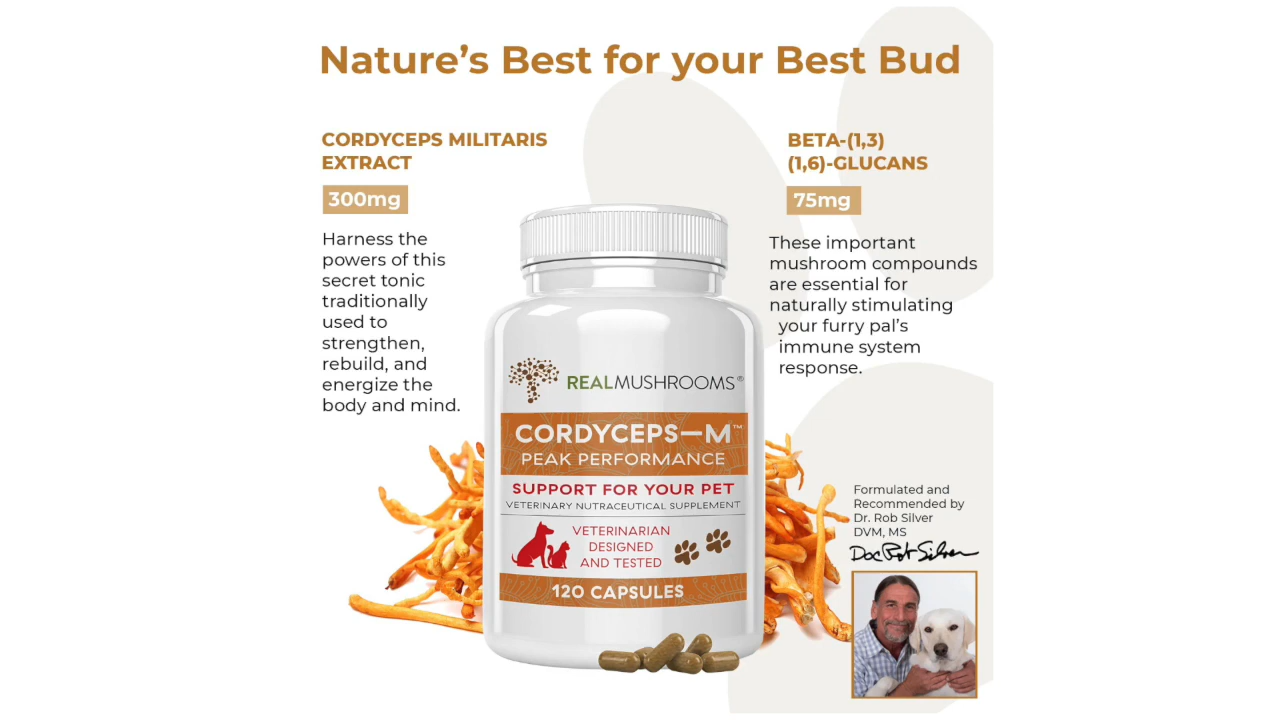 Nature’s Best for your Best Bud
CORDYCEPS MILITARIS
EXTRACT
300mg
Harness the
powers of this
secret tonic
traditionally
used to
strengthen,
rebuild, and
energize the
body and mind.
BETA-(1,3)
(1,6)-GLUCANS
75mg
These important
mushroom compounds
are essential for
naturally stimulating
your furry pal’s
immune system
response.
REALMUSHROOMS®
CORDYCEPS—M™
PEAK PERFORMANCE
SUPPORT FOR YOUR PET
VETERINARY NUTRACEUTICAL SUPPLEMENT
VETERINARIAN
DESIGNED
AND TESTED
120 CAPSULES
Formulated and
Recommended by
Dr. Rob Silver
DVM, MS
Doc Rob Silver